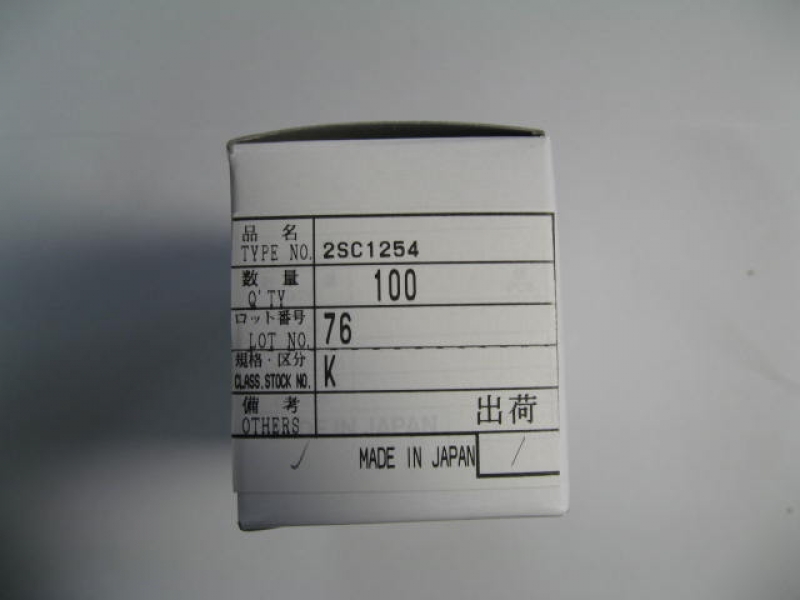 品 名
TYPE NO. 2SC1254
数 量
Q'TY 100
ロット番号
LOT NO. 76
規格・区分
CLASS.STOCK NO. K
備 考
OTHERS
出荷
MADE IN JAPAN